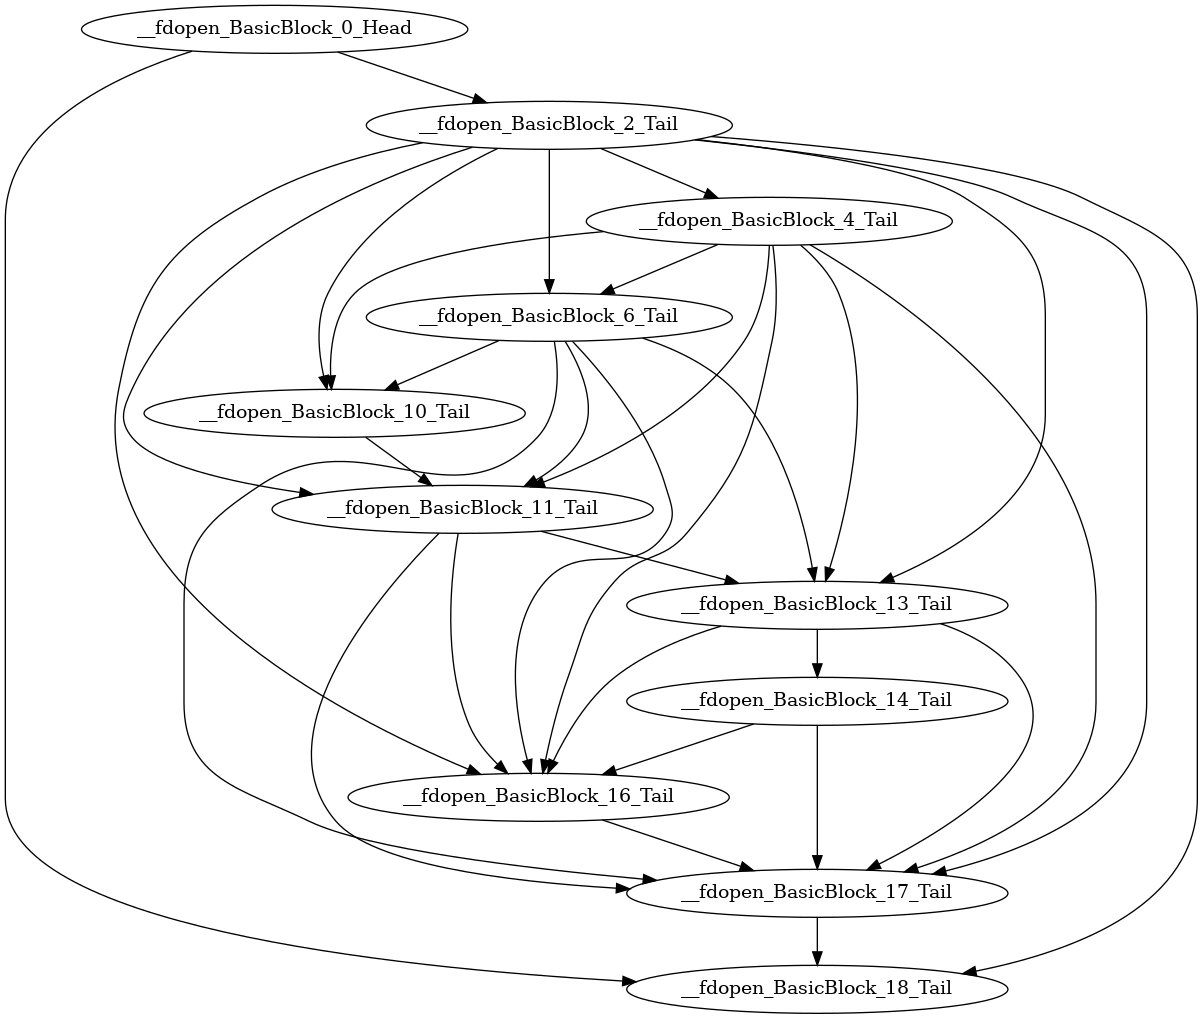 __fdopen_BasicBlock_0_Head
__fdopen_BasicBlock_2_Tail
__fdopen_BasicBlock_4_Tail
__fdopen_BasicBlock_6_Tail
__fdopen_BasicBlock_10_Tail
__fdopen_BasicBlock_11_Tail
__fdopen_BasicBlock_13_Tail
__fdopen_BasicBlock_14_Tail
__fdopen_BasicBlock_16_Tail
__fdopen_BasicBlock_17_Tail
__fdopen_BasicBlock_18_Tail